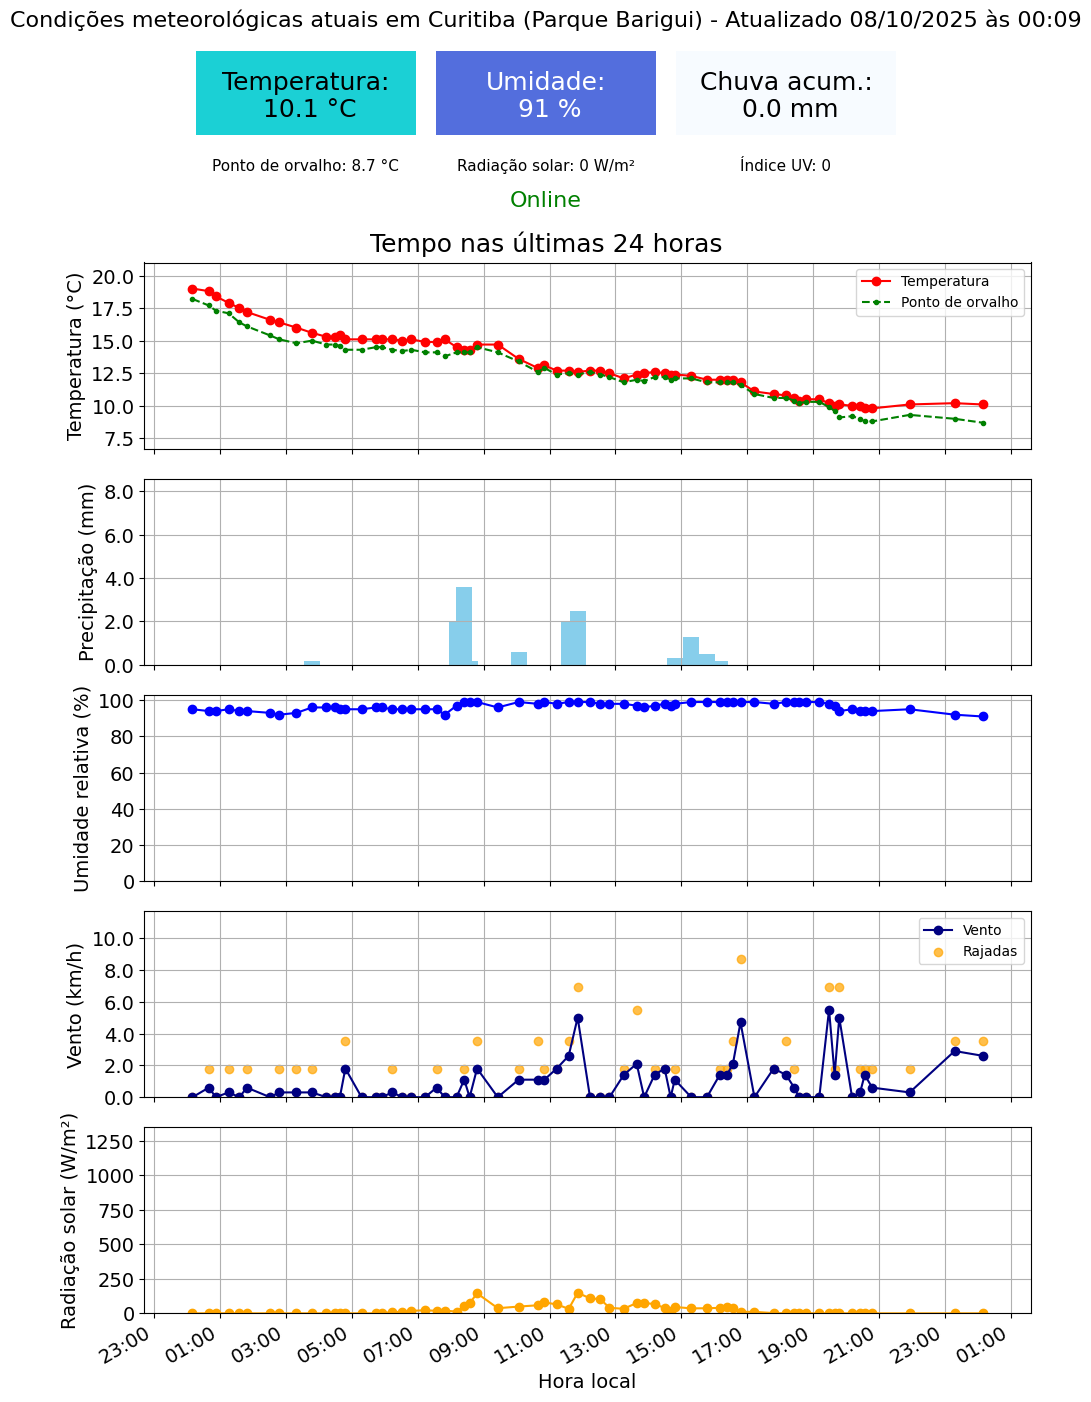 Condições meteorológicas atuais em Curitiba (Parque Barigui) - Atualizado 08/10/2025 às 00:09
Temperatura:
10.1 °C
Umidade:
91 %
Chuva acum.:
0.0 mm
Ponto de orvalho: 8.7 °C
Radiação solar: 0 W/m²
Índice UV: 0
Online
Tempo nas últimas 24 horas
Temperatura (°C)
20.0
17.5
15.0
12.5
10.0
7.5
Temperatura
Ponto de orvalho
Precipitação (mm)
8.0
6.0
4.0
2.0
0.0
Umidade relativa (%)
100
80
60
40
20
0
Vento (km/h)
10.0
8.0
6.0
4.0
2.0
0.0
Vento
Rajadas
Radiação solar (W/m²)
1250
1000
750
500
250
0
23:00 01:00 03:00 05:00 07:00 09:00 11:00 13:00 15:00 17:00 19:00 21:00 23:00 01:00
Hora local